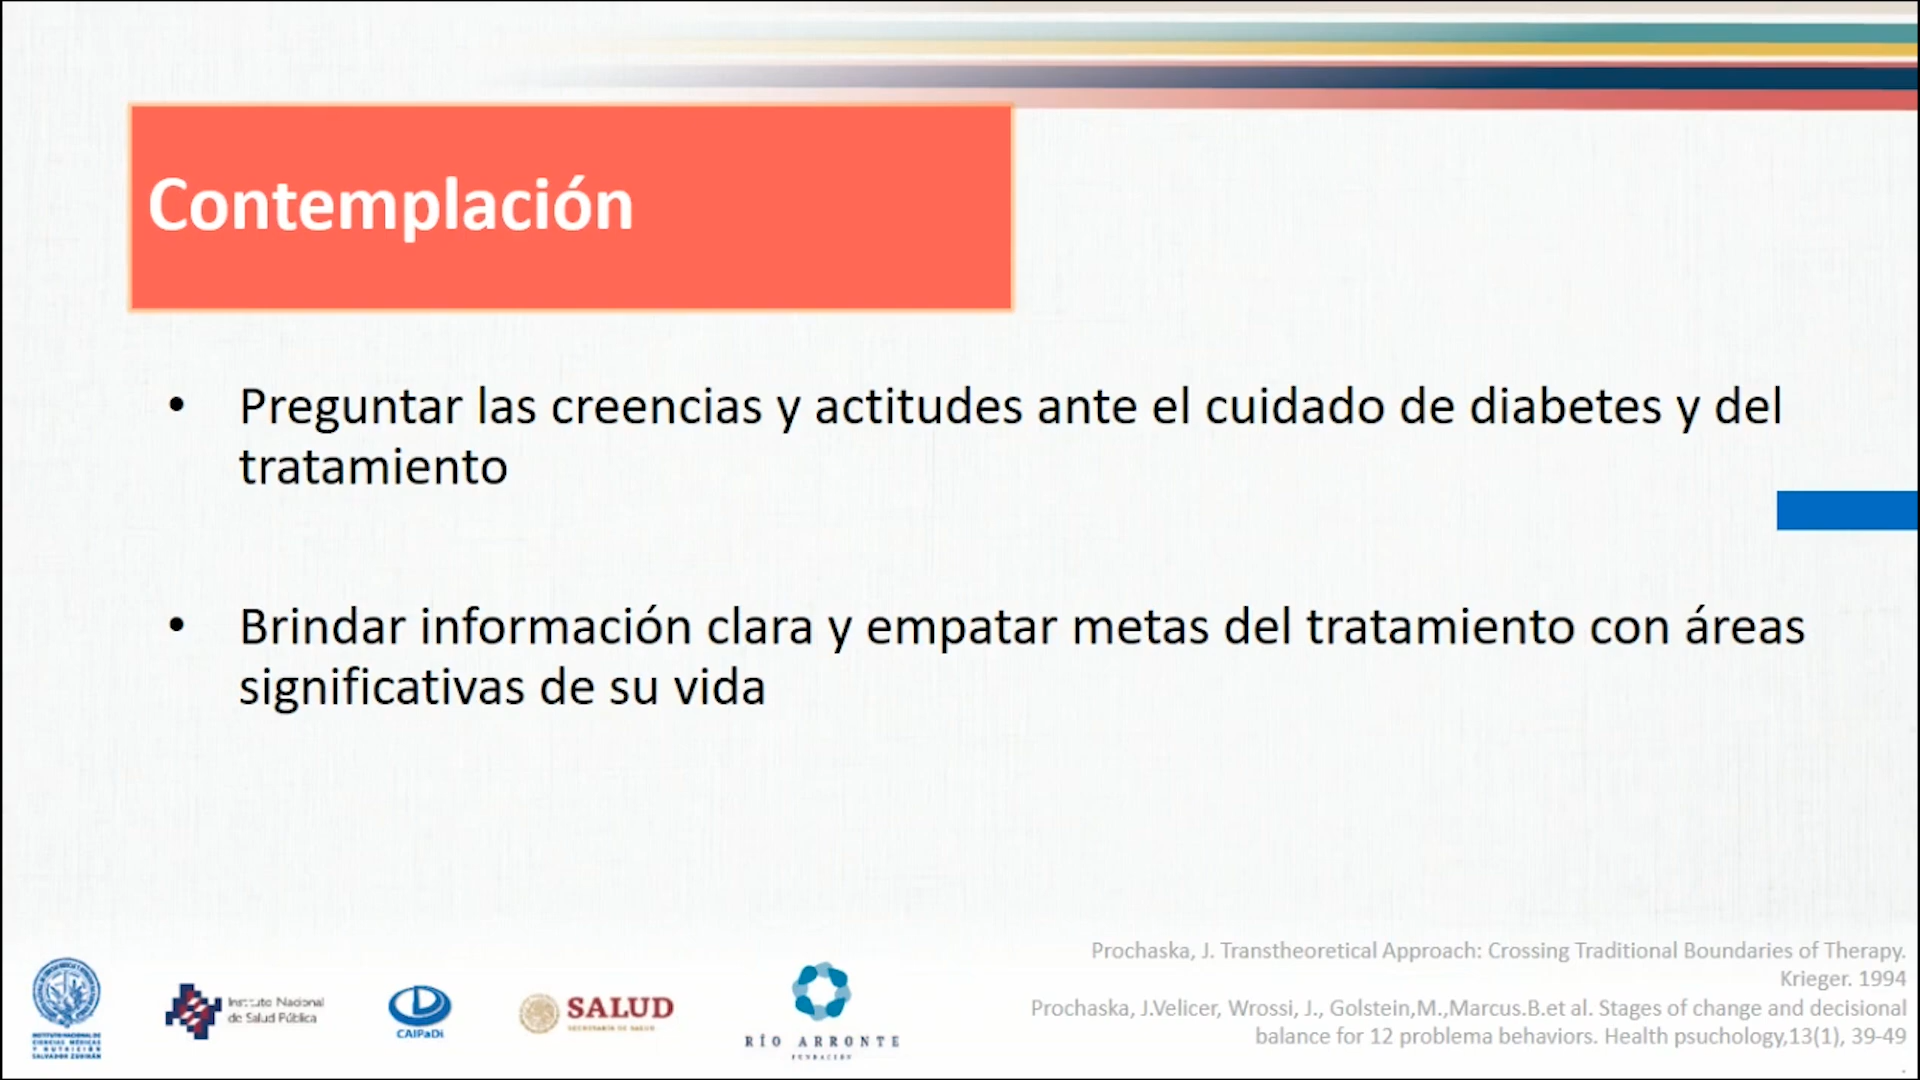 Contemplación
• Preguntar las creencias y actitudes ante el cuidado de diabetes y del
tratamiento
• Brindar información clara y empatar metas del tratamiento con áreas
significativas de su vida
Prochaska, J. Transtheoretical Approach: Crossing Traditional Boundaries of Therapy.
Krieger. 1994
Prochaska, J.Velicer, Wrossi, J., Golstein,M.,Marcus.B.et al. Stages of change and decisional
balance for 12 problema behaviors. Health psuchology,13(1), 39-49
.
INSTITUTO NACIONAL DE
CIENCIAS MÉDICAS
Y NUTRICIÓN
SALVADOR ZUBIRÁN
Instituto Nacional
de Salud Pública
CAIPaDi
SALUD
SECRETARÍA DE SALUD
RÍO ARRONTE
FUNDACIÓN